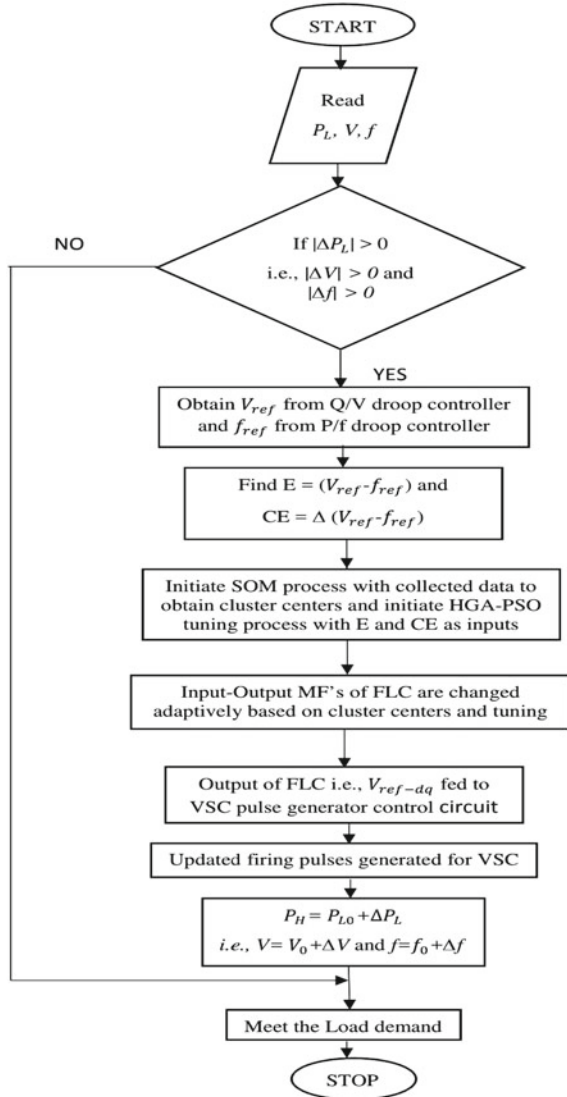 START
Read
P_L, V, f
If |ΔP_L| > 0
i.e., |ΔV| > 0 and
|Δf| > 0
NO
YES
Obtain V_ref from Q/V droop controller
and f_ref from P/f droop controller
Find E = (V_ref-f_ref) and
CE = Δ (V_ref-f_ref)
Initiate SOM process with collected data to
obtain cluster centers and initiate HGA-PSO
tuning process with E and CE as inputs
Input-Output MF's of FLC are changed
adaptively based on cluster centers and tuning
Output of FLC i.e., V_ref-dq fed to
VSC pulse generator control circuit
Updated firing pulses generated for VSC
P_H = P_L0 + ΔP_L
i.e., V= V_0+ΔV and f=f_0+Δf
Meet the Load demand
STOP